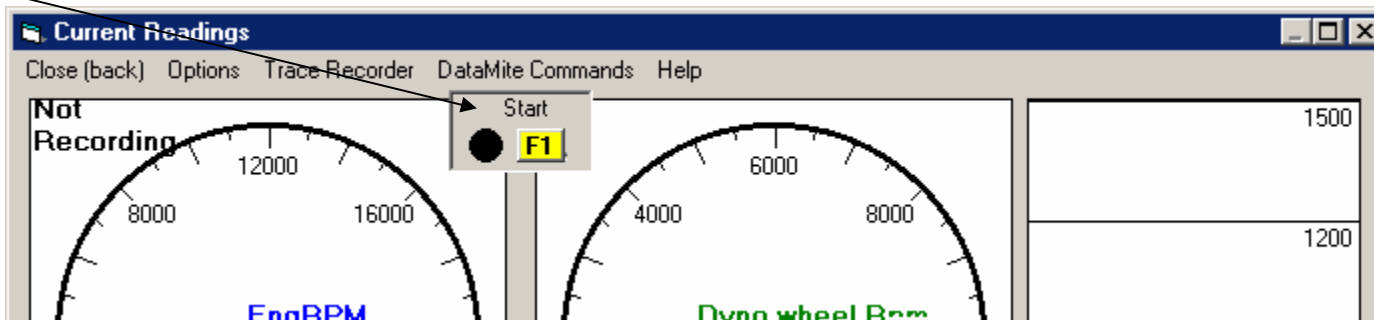 Current Readings
Close (back) Options Trace Recorder DataMite Commands Help
Not
Recording
Start
F1
12000
8000
16000
EngRPM
6000
4000
8000
Dyno wheel Rpm
1500
1200